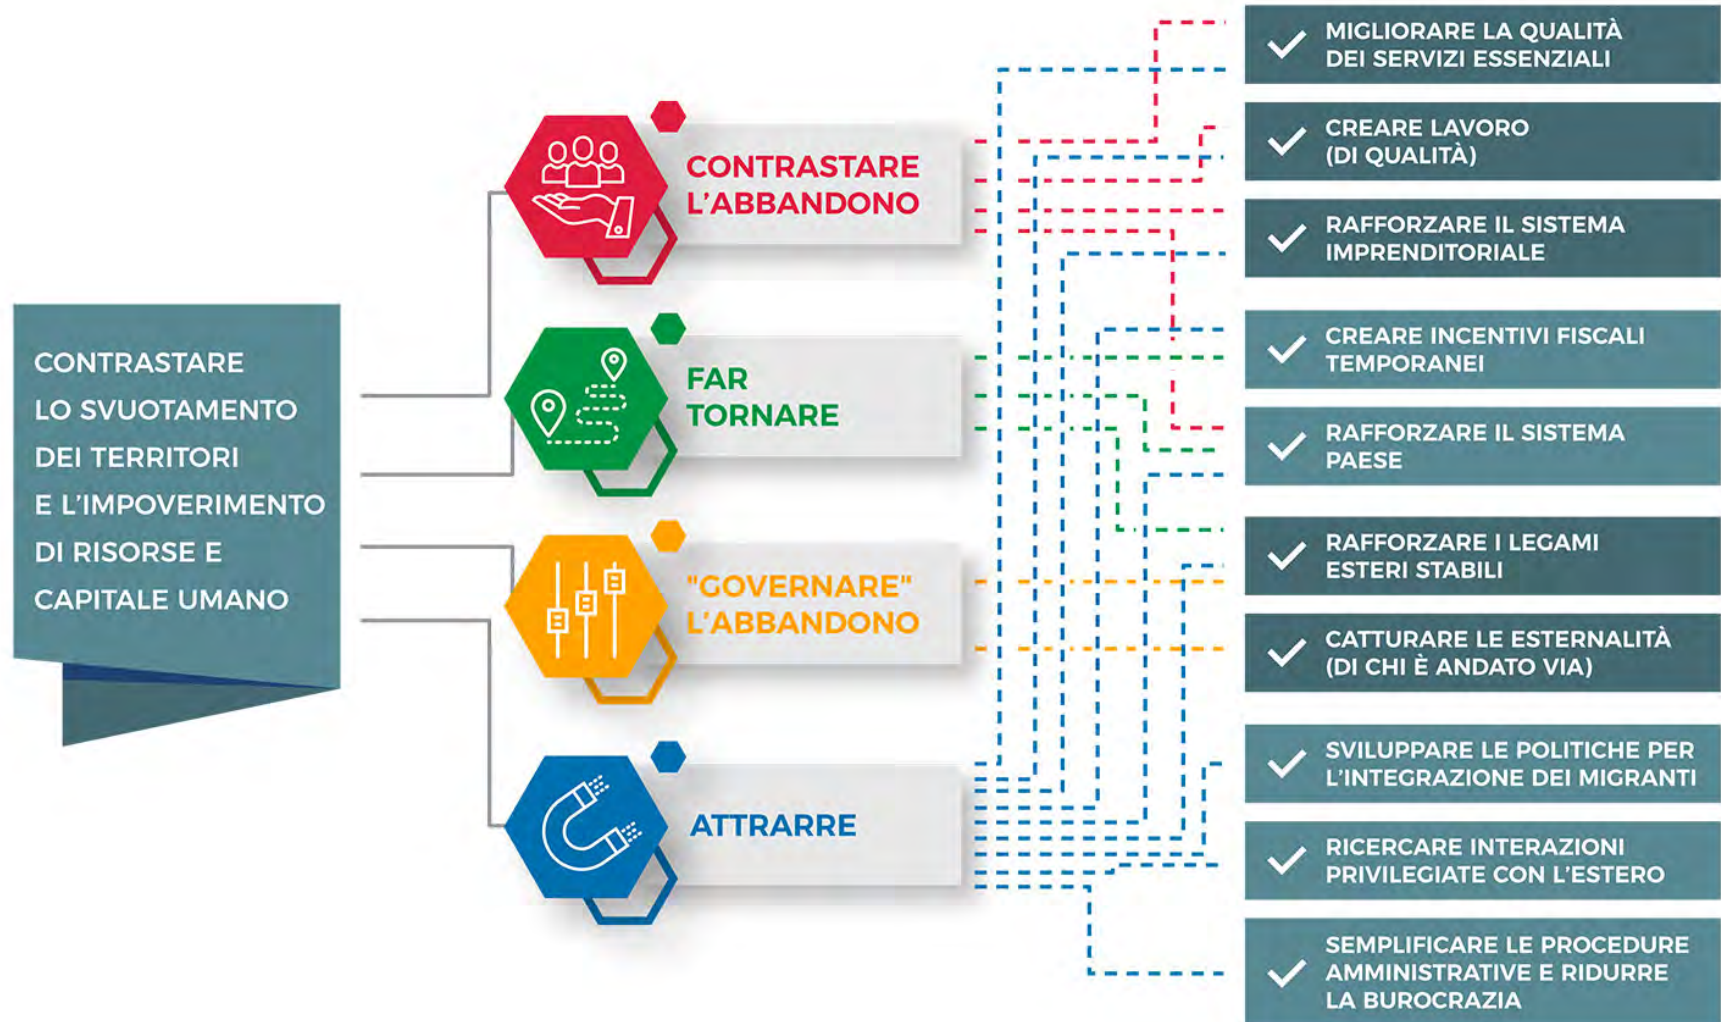 CONTRASTARE
LO SVUOTAMENTO
DEI TERRITORI
E L'IMPOVERIMENTO
DI RISORSE E
CAPITALE UMANO
CONTRASTARE
L'ABBANDONO
FAR
TORNARE
"GOVERNARE"
L'ABBANDONO
ATTRARRE
MIGLIORARE LA QUALITÀ
DEI SERVIZI ESSENZIALI
CREARE LAVORO
(DI QUALITÀ)
RAFFORZARE IL SISTEMA
IMPRENDITORIALE
CREARE INCENTIVI FISCALI
TEMPORANEI
RAFFORZARE IL SISTEMA
PAESE
RAFFORZARE I LEGAMI
ESTERI STABILI
CATTURARE LE ESTERNALITÀ
(DI CHI È ANDATO VIA)
SVILUPPARE LE POLITICHE PER
L'INTEGRAZIONE DEI MIGRANTI
RICERCARE INTERAZIONI
PRIVILEGIATE CON L'ESTERO
SEMPLIFICARE LE PROCEDURE
AMMINISTRATIVE E RIDURRE
LA BUROCRAZIA